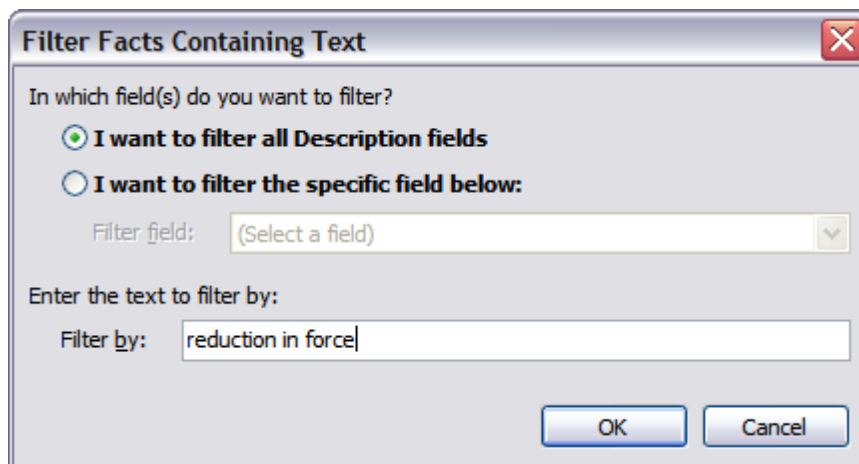 Filter Facts Containing Text
In which field(s) do you want to filter?
I want to filter all Description fields
I want to filter the specific field below:
Filter field: (Select a field)
Enter the text to filter by:
Filter by: reduction in force
OK Cancel